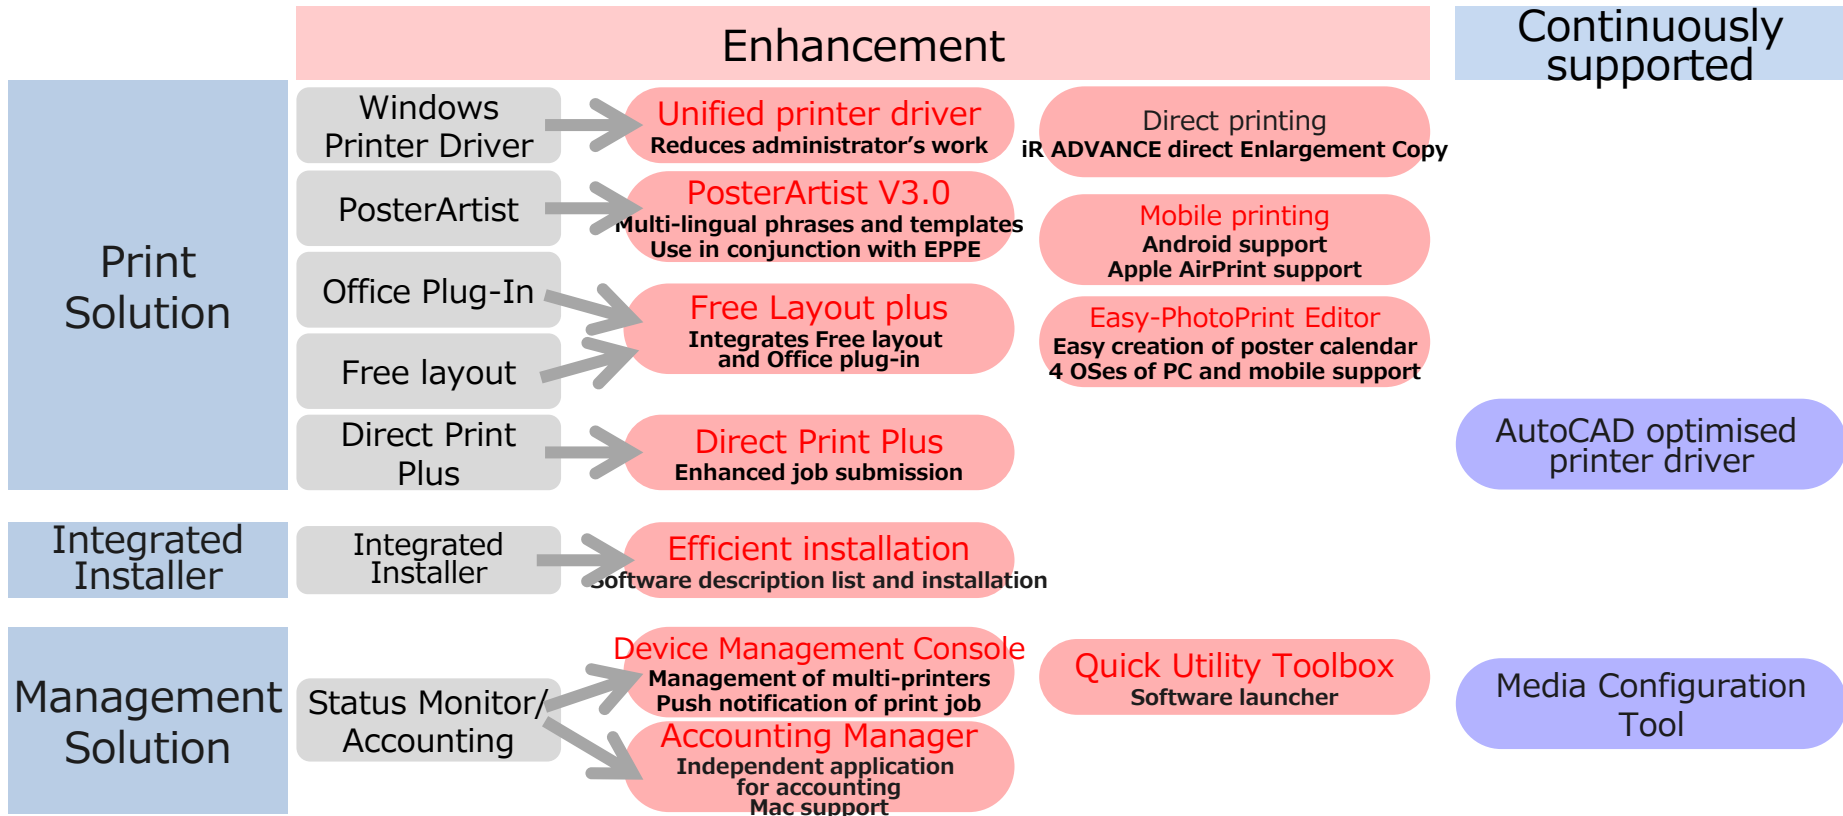 Enhancement
Continuously
supported
Print
Solution
Windows
Printer Driver
Unified printer driver
Reduces administrator’s work
Direct printing
iR ADVANCE direct Enlargement Copy
PosterArtist
PosterArtist V3.0
Multi-lingual phrases and templates
Use in conjunction with EPPE
Mobile printing
Android support
Apple AirPrint support
Office Plug-In
Free layout
Free Layout plus
Integrates Free layout
and Office plug-in
Easy-PhotoPrint Editor
Easy creation of poster calendar
4 OSes of PC and mobile support
Direct Print
Plus
Direct Print Plus
Enhanced job submission
AutoCAD optimised
printer driver
Integrated
Installer
Integrated
Installer
Efficient installation
Software description list and installation
Management
Solution
Status Monitor/
Accounting
Device Management Console
Management of multi-printers
Push notification of print job
Accounting Manager
Independent application
for accounting
Mac support
Quick Utility Toolbox
Software launcher
Media Configuration
Tool